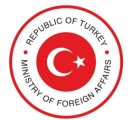 REPUBLIC OF TURKEY
MINISTRY OF FOREIGN AFFAIRS